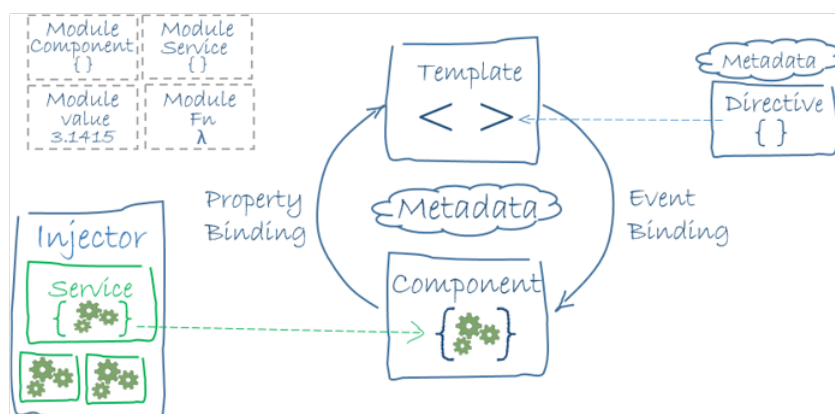 Module
Component
{ }
Module
Service
{ }
Module
value
3.1415
Module
Fn
λ
Template
< >
Metadata
Directive
{ }
Property
Binding
Metadata
Event
Binding
Injector
Service
{ }
Component
{ }